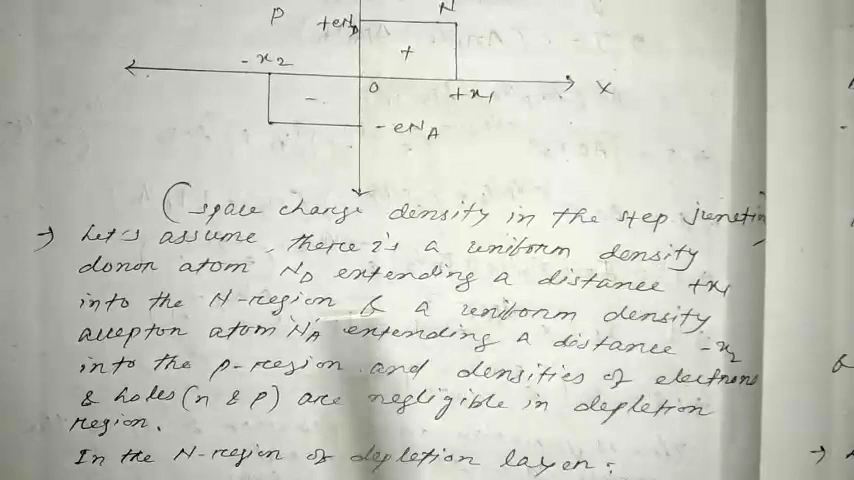 P +eND N
+
-x2
0 +x1 X
-
-eNA
(space charge density in the step junction
→ Let's assume, there is a uniform density
donor atom ND extending a distance +x1
into the N-region & a uniform density
acceptor atom NA extending a distance -x2
into the p-region and densities of electrons
& holes (n & p) are negligible in depletion
region.
In the N-region of depletion layer: